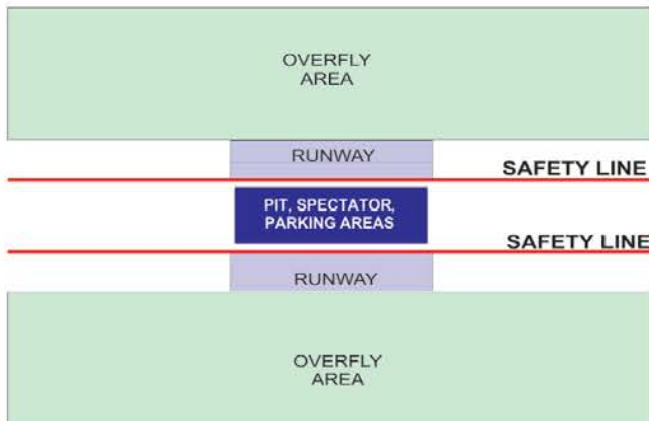 OVERFLY
AREA
RUNWAY
SAFETY LINE
PIT, SPECTATOR,
PARKING AREAS
SAFETY LINE
RUNWAY
OVERFLY
AREA